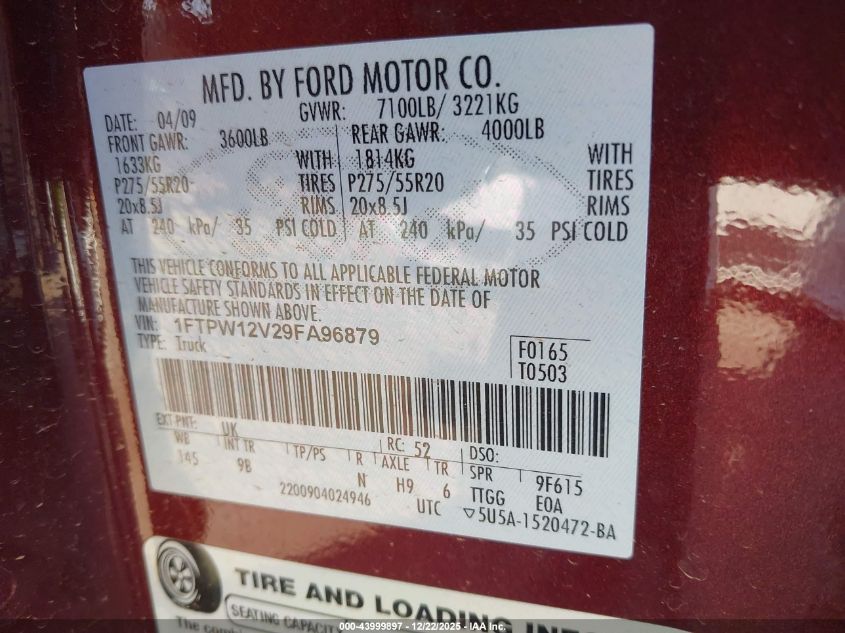 MFD. BY FORD MOTOR CO.
DATE: 04/09 GVWR: 7100LB/ 3221KG
FRONT GAWR: 3600LB REAR GAWR: 4000LB
1633KG WITH 1814KG WITH
P275/55R20 TIRES P275/55R20 TIRES
20x8.5J RIMS 20x8.5J RIMS
AT 240 kPa/ 35 PSI COLD AT 240 kPa/ 35 PSI COLD
THIS VEHICLE CONFORMS TO ALL APPLICABLE FEDERAL MOTOR
VEHICLE SAFETY STANDARDS IN EFFECT ON THE DATE OF
MANUFACTURE SHOWN ABOVE.
VIN: 1FTPW12V29FA96879
TYPE: Truck
F0165
T0503
EXT PNT: UK RC: 52 DSO:
WB INT TR TP/PS R AXLE TR SPR 9F615
145 9B N H9 6 TTGG E0A
2200904024946 UTC ▽5U5A-1520472-BA
TIRE AND LOADING
SEATING CAPACIT
The
000-43999897 - 12/22/2025 - IAA Inc.